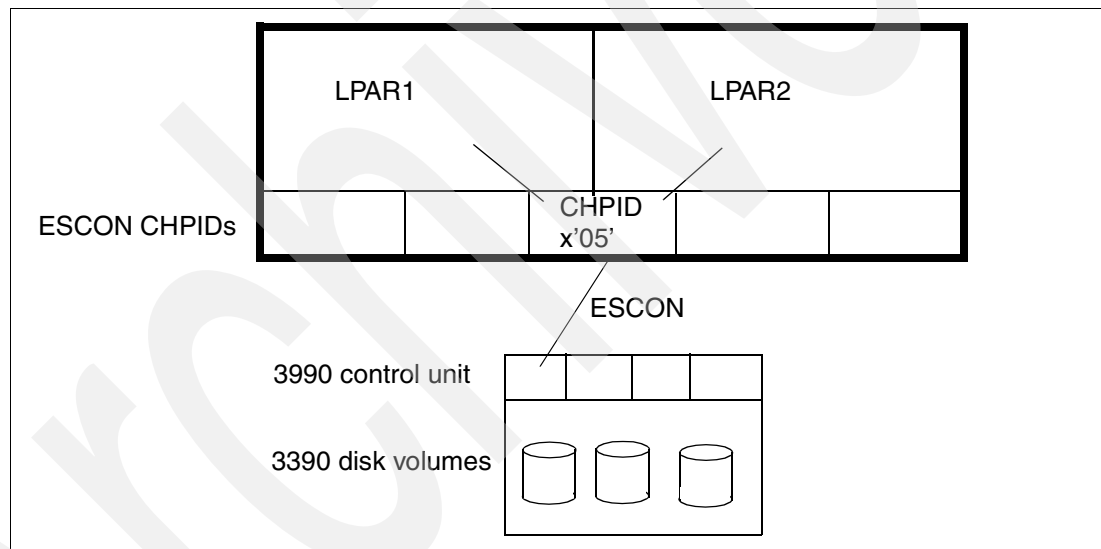 LPAR1
LPAR2
ESCON CHPIDs
CHPID
x’05’
ESCON
3990 control unit
3390 disk volumes